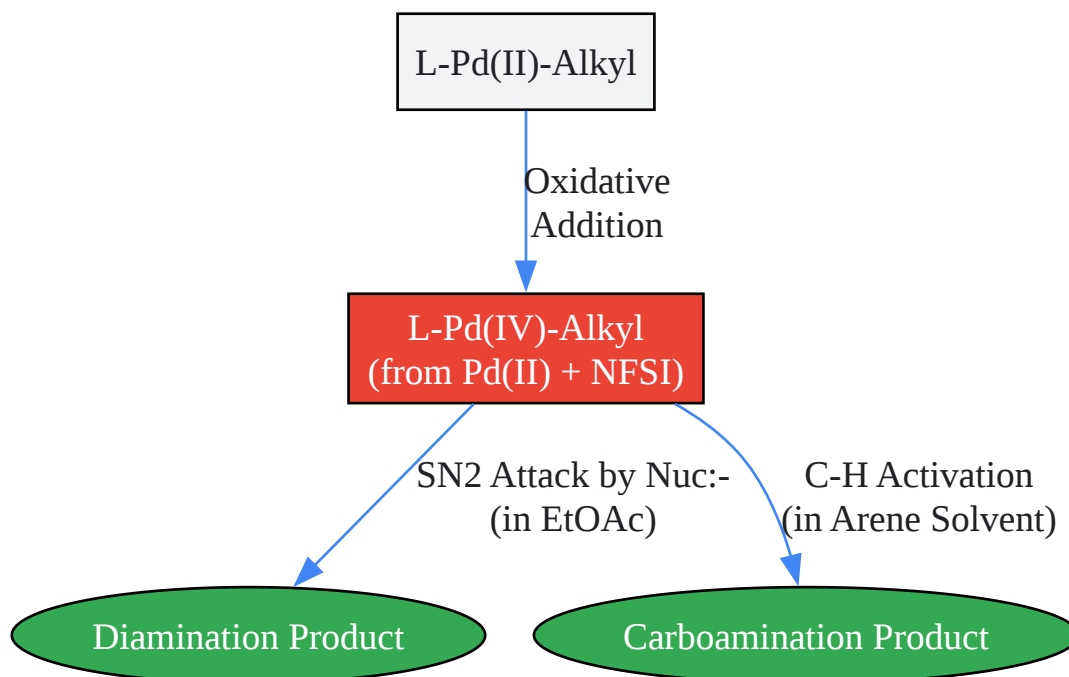 L-Pd(II)-Alkyl
Oxidative
Addition
L-Pd(IV)-Alkyl
(from Pd(II) + NFSI)
SN2 Attack by Nuc:-
(in EtOAc)
C-H Activation
(in Arene Solvent)
Diamination Product
Carboamination Product